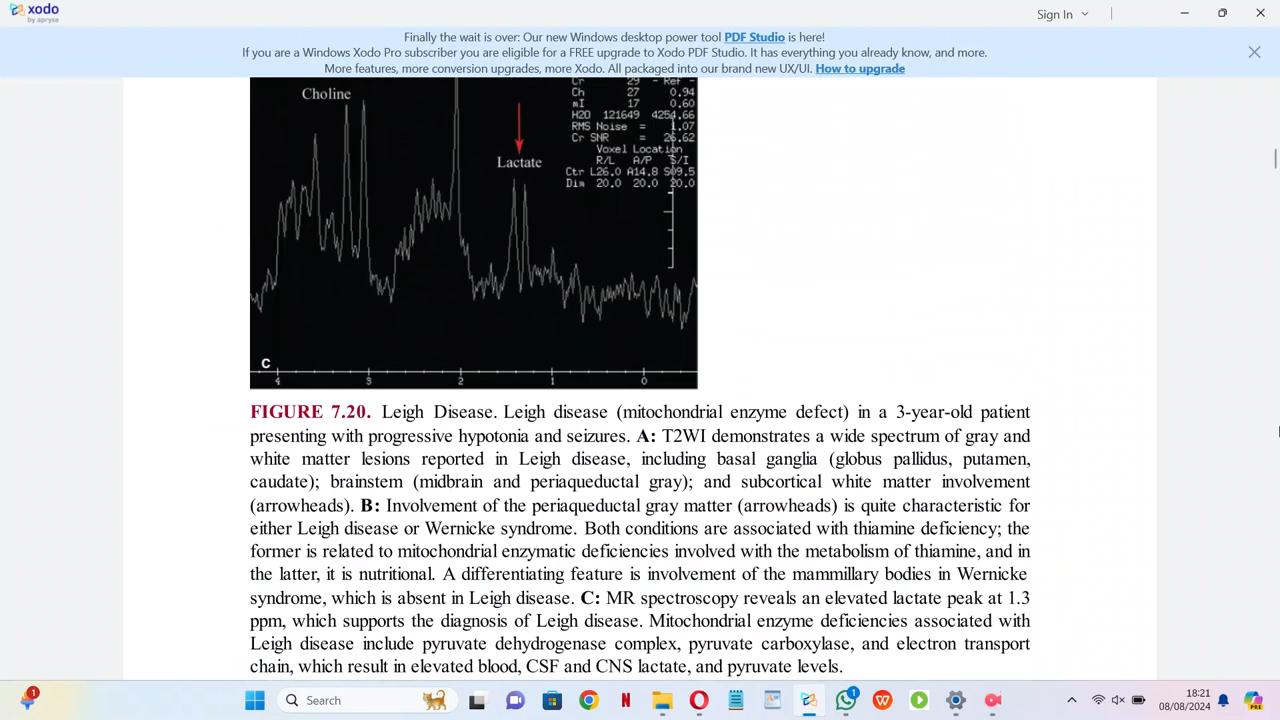 xodo
by apryse
Sign In
Finally the wait is over: Our new Windows desktop power tool PDF Studio is here!
If you are a Windows Xodo Pro subscriber you are eligible for a FREE upgrade to Xodo PDF Studio. It has everything you already know, and more.
More features, more conversion upgrades, more Xodo. All packaged into our brand new UX/UI. How to upgrade
Choline
Lactate
Cr 29 - Ref -
Ch 27 0.94
mI 17 0.60
H2O 121649 4254.66
RMS Noise = 1.07
Cr SNR = 26.62
Voxel Location
R/L A/P S/I
Ctr L26.0 A14.8 S09.5
Dim 20.0 20.0 20.0
C
4 3 2 1 0
FIGURE 7.20. Leigh Disease. Leigh disease (mitochondrial enzyme defect) in a 3-year-old patient
presenting with progressive hypotonia and seizures. A: T2WI demonstrates a wide spectrum of gray and
white matter lesions reported in Leigh disease, including basal ganglia (globus pallidus, putamen,
caudate); brainstem (midbrain and periaqueductal gray); and subcortical white matter involvement
(arrowheads). B: Involvement of the periaqueductal gray matter (arrowheads) is quite characteristic for
either Leigh disease or Wernicke syndrome. Both conditions are associated with thiamine deficiency; the
former is related to mitochondrial enzymatic deficiencies involved with the metabolism of thiamine, and in
the latter, it is nutritional. A differentiating feature is involvement of the mammillary bodies in Wernicke
syndrome, which is absent in Leigh disease. C: MR spectroscopy reveals an elevated lactate peak at 1.3
ppm, which supports the diagnosis of Leigh disease. Mitochondrial enzyme deficiencies associated with
Leigh disease include pyruvate dehydrogenase complex, pyruvate carboxylase, and electron transport
chain, which result in elevated blood, CSF and CNS lactate, and pyruvate levels.
1
Search
N
W
1
18:21
08/08/2024